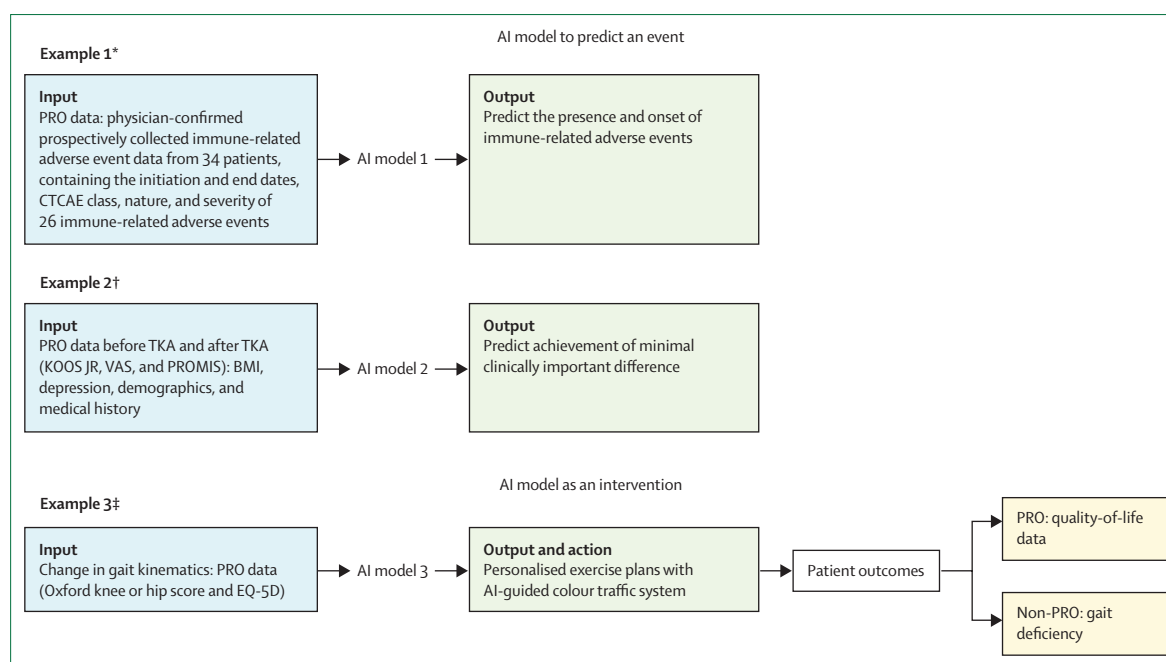 AI model to predict an event
Example 1*
Input
PRO data: physician-confirmed
prospectively collected immune-related
adverse event data from 34 patients,
containing the initiation and end dates,
CTCAE class, nature, and severity of
26 immune-related adverse events
AI model 1
Output
Predict the presence and onset of
immune-related adverse events
Example 2†
Input
PRO data before TKA and after TKA
(KOOS JR, VAS, and PROMIS): BMI,
depression, demographics, and
medical history
AI model 2
Output
Predict achievement of minimal
clinically important difference
AI model as an intervention
Example 3‡
Input
Change in gait kinematics: PRO data
(Oxford knee or hip score and EQ-5D)
AI model 3
Output and action
Personalised exercise plans with
AI-guided colour traffic system
Patient outcomes
PRO: quality-of-life
data
Non-PRO: gait
deficiency